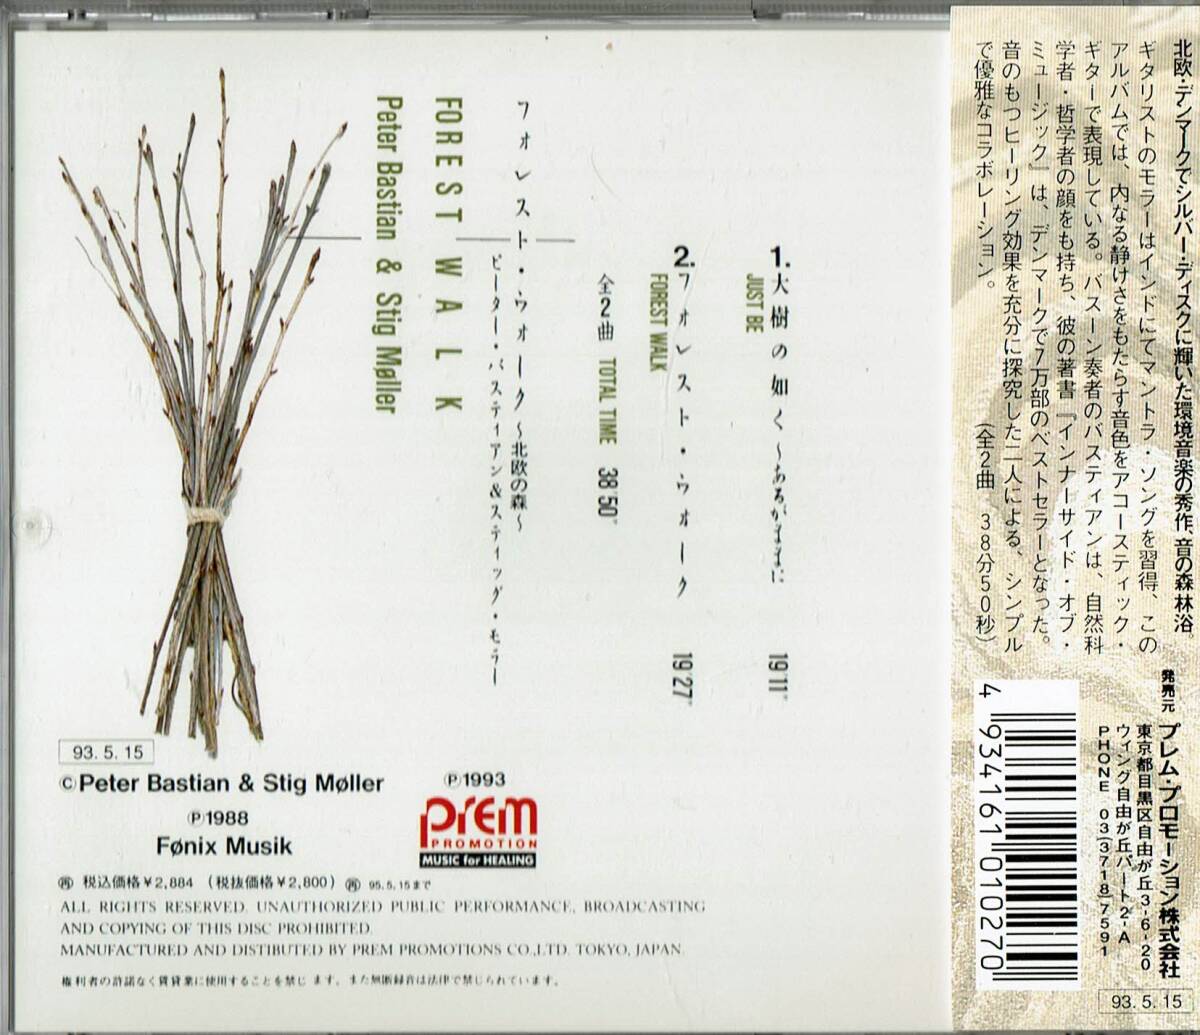 フォレスト・ウォーク〜北欧の森〜
ピーター・バスティアン&スティッグ・モラー
FOREST WALK
Peter Bastian & Stig Møller
1. 大樹の如く〜あるがままに 19'11"
JUST BE
2. フォレスト・ウォーク 19'27"
FOREST WALK
全2曲 TOTAL TIME 38'50"
93.5.15
©Peter Bastian & Stig Møller
℗1988
Fønix Musik
℗1993
prem
PROMOTION
MUSIC for HEALING
㋐ 税込価格¥2,884 (税抜価格¥2,800) ㋐ 95.5.15まで
ALL RIGHTS RESERVED. UNAUTHORIZED PUBLIC PERFORMANCE, BROADCASTING
AND COPYING OF THIS DISC PROHIBITED.
MANUFACTURED AND DISTIBUTED BY PREM PROMOTIONS CO.,LTD. TOKYO, JAPAN.
権利者の許諾なく賃貸業に使用することを禁じ ます。また無断録音は法律で禁じられています。
北欧・デンマークでシルバー・ディスクに輝いた環境音楽の秀作、音の森林浴
ギタリストのモラーはインドにてマントラ・ソングを習得、この
アルバムでは、内なる静けさをもたらす音色をアコースティック・
ギターで表現している。バスーン奏者のバスティアンは、自然科
学者・哲学者の顔をも持ち、彼の著書『インナーサイド・オブ・
ミュージック』は、デンマークで7万部のベストセラーとなった。
音のもつヒーリング効果を充分に探究した二人による、シンプル
で優雅なコラボレーション。
(全2曲 38分50秒)
発売元 プレム・プロモーション株式会社
東京都目黒区自由が丘3-6-20
ウィング自由が丘パート2-A
PHONE 03(3718)7591
4 934161 010270
93.5.15